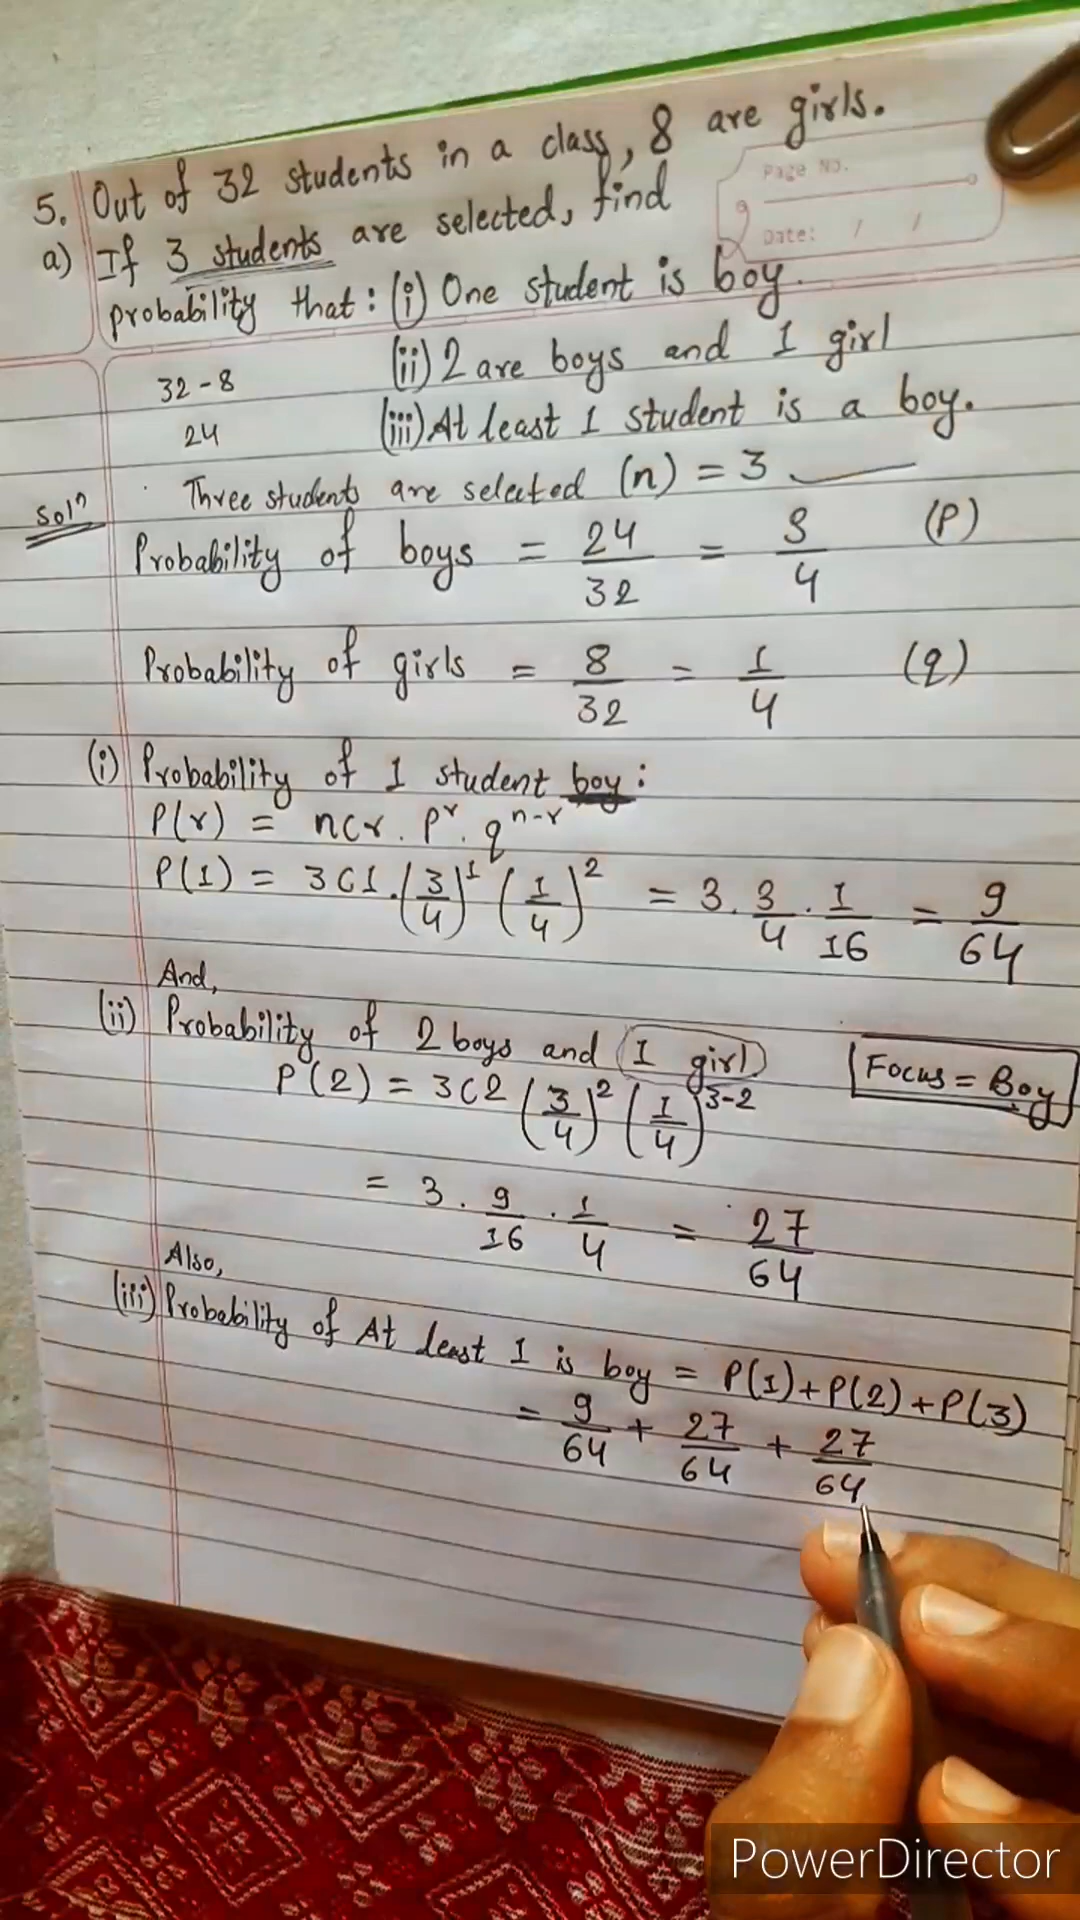 5. Out of 32 students in a class, 8 are girls.
Page No.
a) If 3 students are selected, find
Date: / /
probability that: (i) One student is boy.
32-8 (ii) 2 are boys and 1 girl
24 (iii) At least 1 student is a boy.
Solⁿ Three students are selected (n) = 3
Probability of boys = 24/32 = 3/4 (P)
Probability of girls = 8/32 = 1/4 (q)
(i) Probability of 1 student boy:
P(r) = ncr. p^r. q^n-r
P(1) = 3C1.(3/4)^1 (1/4)^2 = 3.3/4.1/16 = 9/64
And,
(ii) Probability of 2 boys and 1 girl
Focus = Boy
P(2) = 3C2 (3/4)^2 (1/4)^3-2
= 3.9/16.1/4 = 27/64
Also,
(iii) Probability of At least 1 is boy = P(1)+P(2)+P(3)
= 9/64 + 27/64 + 27/64
PowerDirector